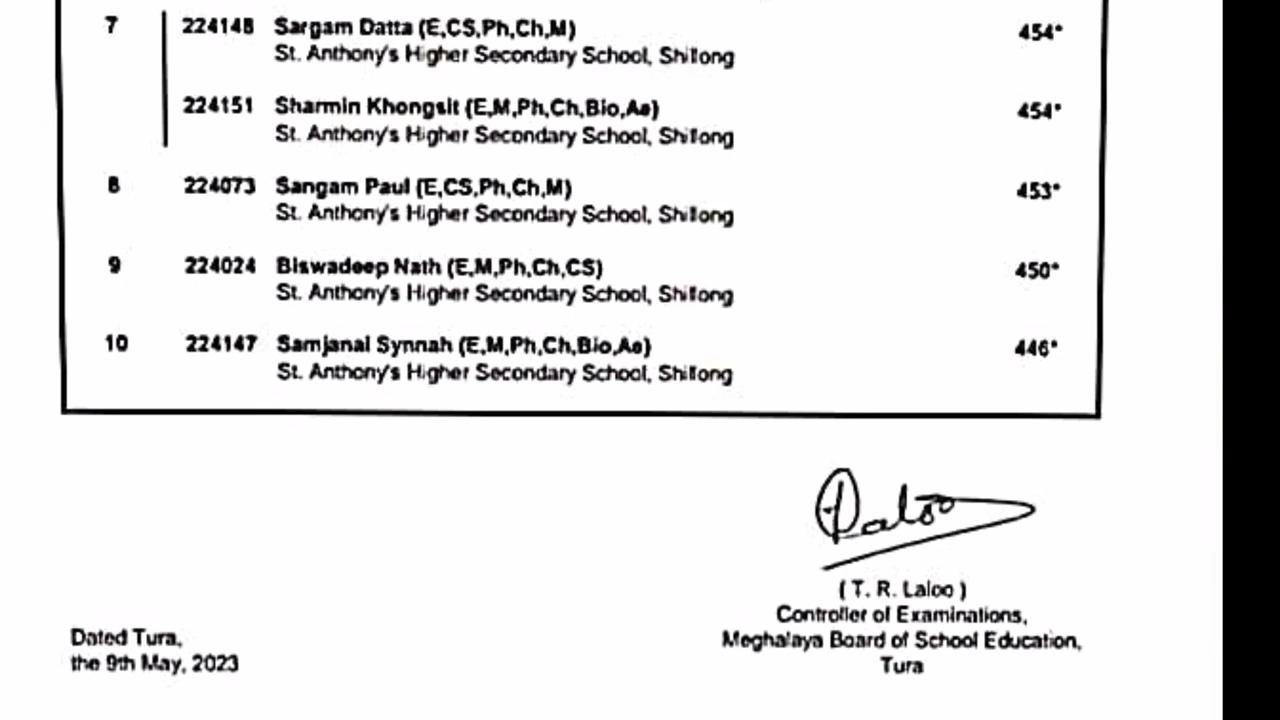 7 224148 Sargam Datta (E,CS,Ph,Ch,M) 454*
St. Anthony's Higher Secondary School, Shillong
224151 Sharmin Khongsit (E,M,Ph,Ch,Bio,Ae) 454*
St. Anthony's Higher Secondary School, Shillong
8 224073 Sangam Paul (E,CS,Ph,Ch,M) 453*
St. Anthony's Higher Secondary School, Shillong
9 224024 Biswadeep Nath (E,M,Ph,Ch,CS) 450*
St. Anthony's Higher Secondary School, Shillong
10 224147 Samjanai Synnah (E,M,Ph,Ch,Bio,Ae) 446*
St. Anthony's Higher Secondary School, Shillong
(T. R. Laloo)
Controller of Examinations,
Meghalaya Board of School Education,
Tura
Dated Tura,
the 9th May, 2023